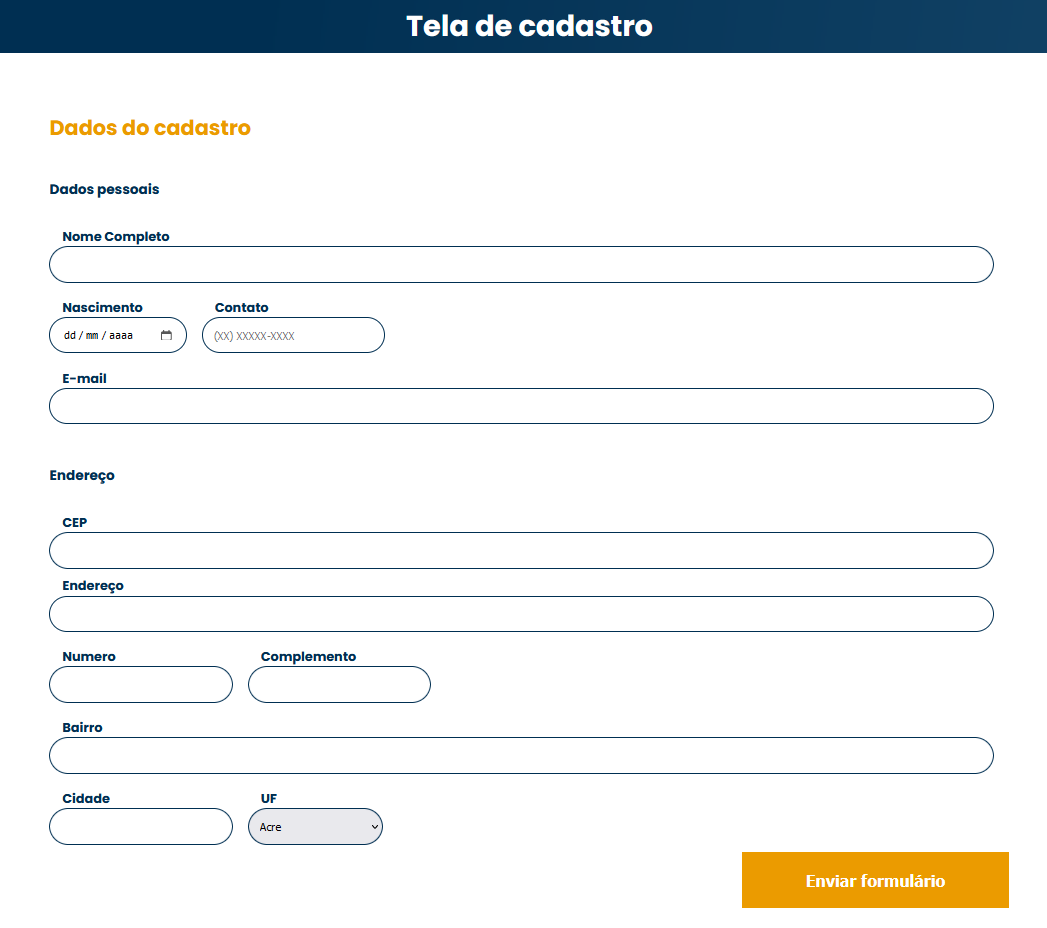 Tela de cadastro
Dados do cadastro
Dados pessoais
Nome Completo
Nascimento Contato
dd / mm / aaaa (XX) XXXXX-XXXX
E-mail
Endereço
CEP
Endereço
Numero Complemento
Bairro
Cidade UF
Acre
Enviar formulário